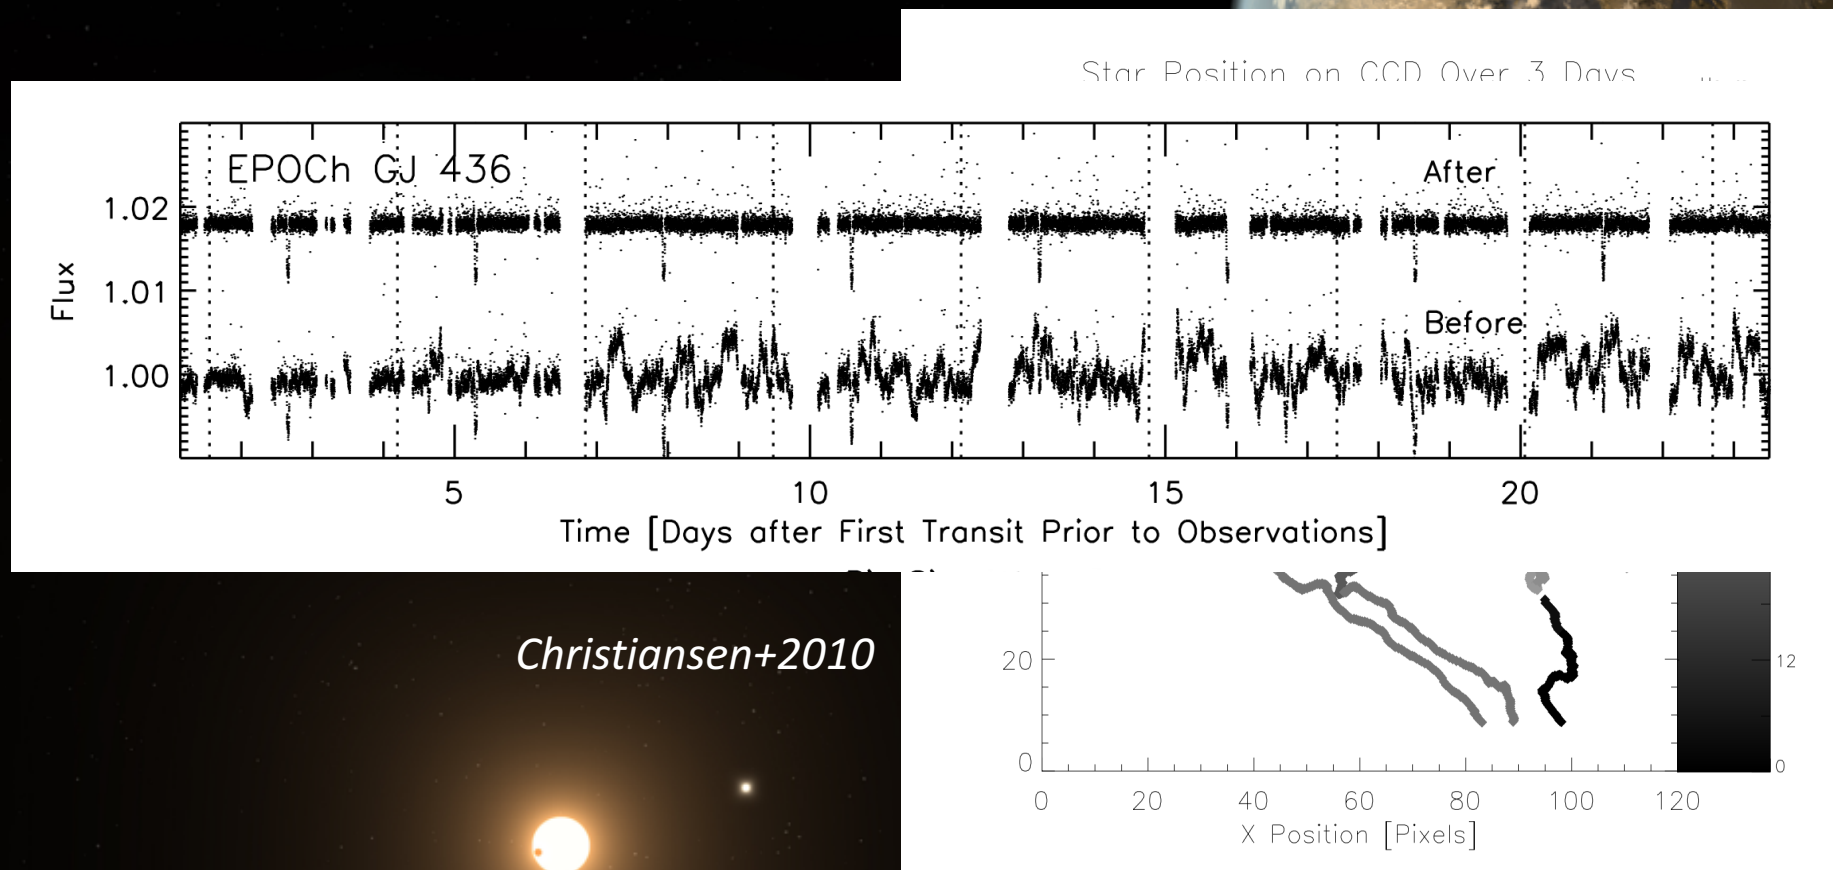 Star Position on CCD Over 3 Days
EPOCh GJ 436
After
Before
1.02
1.01
1.00
Flux
5 10 15 20
Time [Days after First Transit Prior to Observations]
Christiansen+2010
20
0
12
0
0 20 40 60 80 100 120
X Position [Pixels]